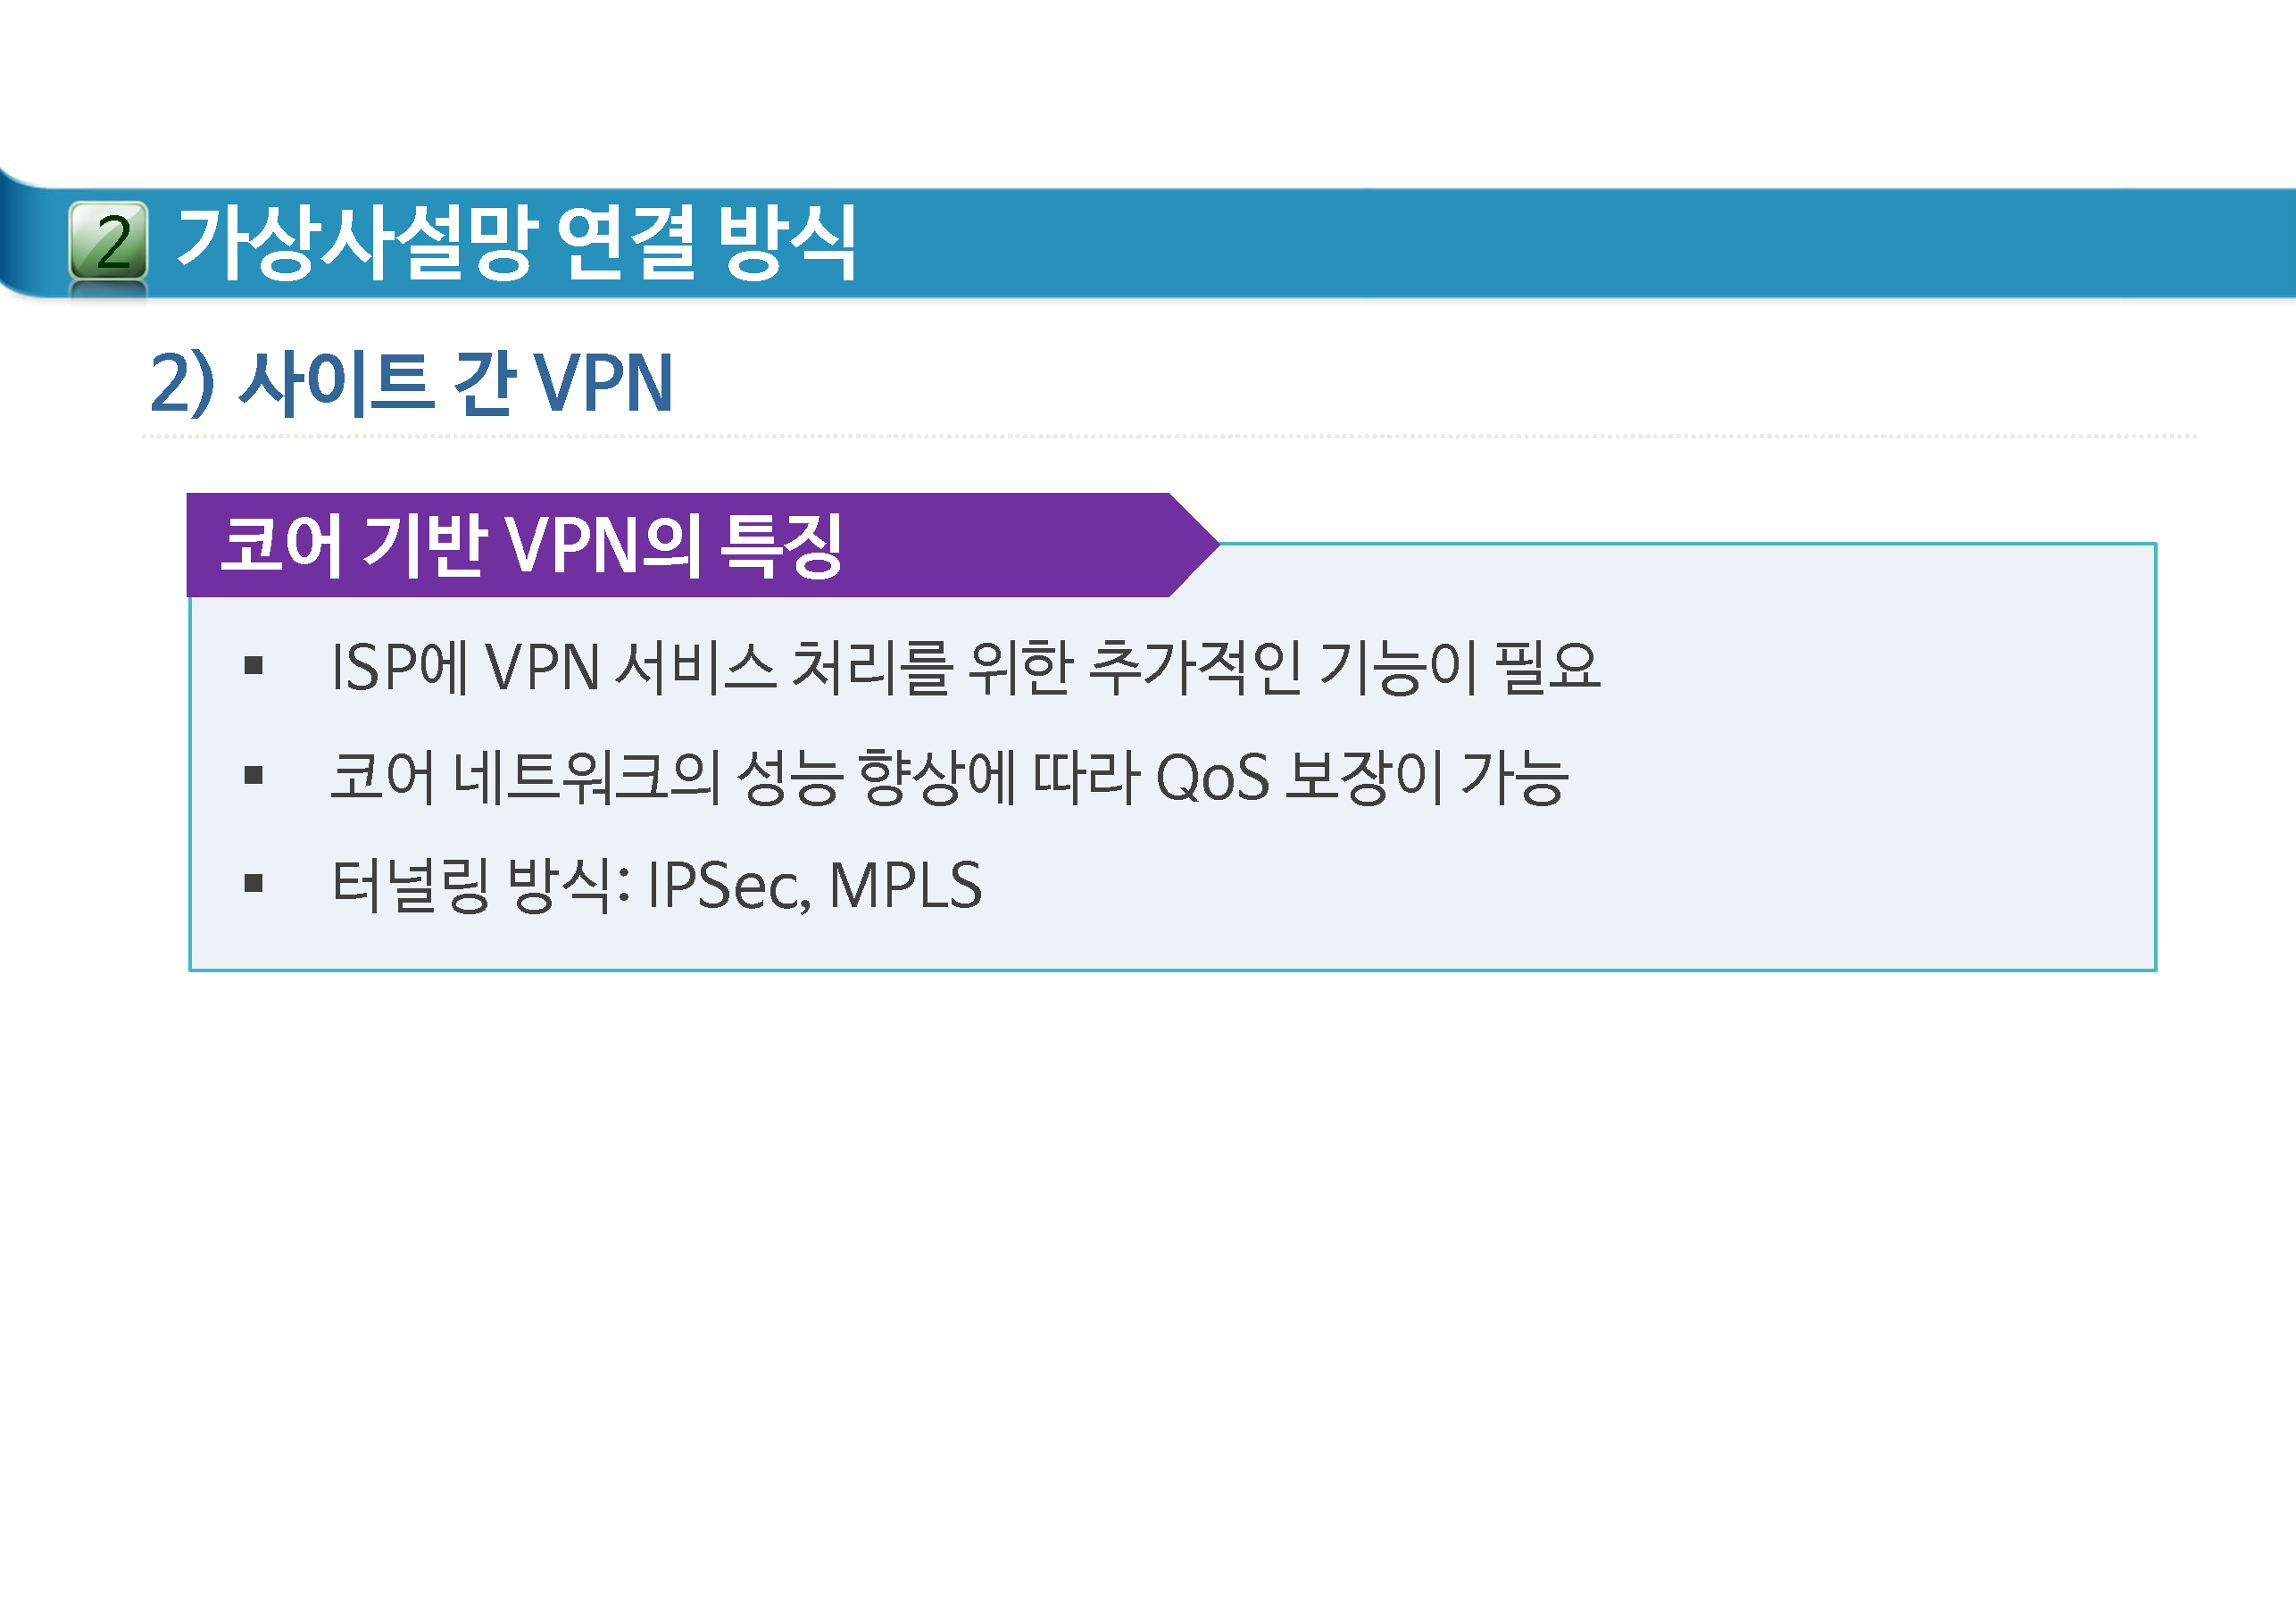 2 가상사설망 연결 방식
2) 사이트 간 VPN
코어 기반 VPN의 특징
▪ ISP에 VPN 서비스 처리를 위한 추가적인 기능이 필요
▪ 코어 네트워크의 성능 향상에 따라 QoS 보장이 가능
▪ 터널링 방식: IPSec, MPLS